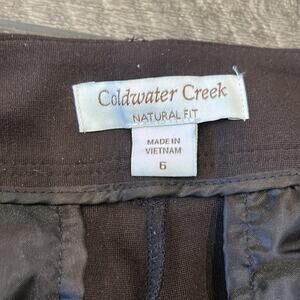 Coldwater Creek
NATURAL FIT
MADE IN
VIETNAM
6